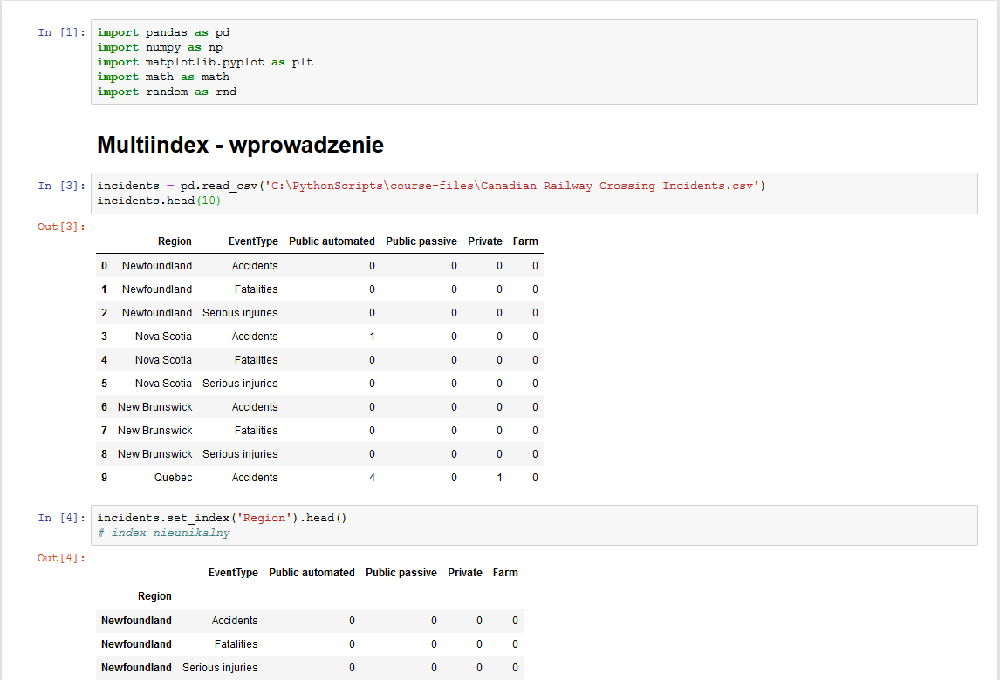 In [1]: import pandas as pd
import numpy as np
import matplotlib.pyplot as plt
import math as math
import random as rnd
Multiindex - wprowadzenie
In [3]: incidents = pd.read_csv('C:\PythonScripts\course-files\Canadian Railway Crossing Incidents.csv')
incidents.head(10)
Out[3]:
Region EventType Public automated Public passive Private Farm
0 Newfoundland Accidents 0 0 0 0
1 Newfoundland Fatalities 0 0 0 0
2 Newfoundland Serious injuries 0 0 0 0
3 Nova Scotia Accidents 1 0 0 0
4 Nova Scotia Fatalities 0 0 0 0
5 Nova Scotia Serious injuries 0 0 0 0
6 New Brunswick Accidents 0 0 0 0
7 New Brunswick Fatalities 0 0 0 0
8 New Brunswick Serious injuries 0 0 0 0
9 Quebec Accidents 4 0 1 0
In [4]: incidents.set_index('Region').head()
# index nieunikalny
Out[4]:
EventType Public automated Public passive Private Farm
Region
Newfoundland Accidents 0 0 0 0
Newfoundland Fatalities 0 0 0 0
Newfoundland Serious injuries 0 0 0 0